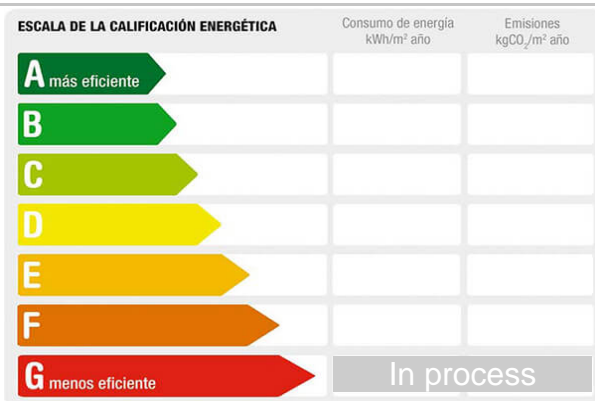 ESCALA DE LA CALIFICACIÓN ENERGÉTICA
Consumo de energía
kWh/m² año
Emisiones
kgCO₂/m² año
A más eficiente
B
C
D
E
F
G menos eficiente
In process